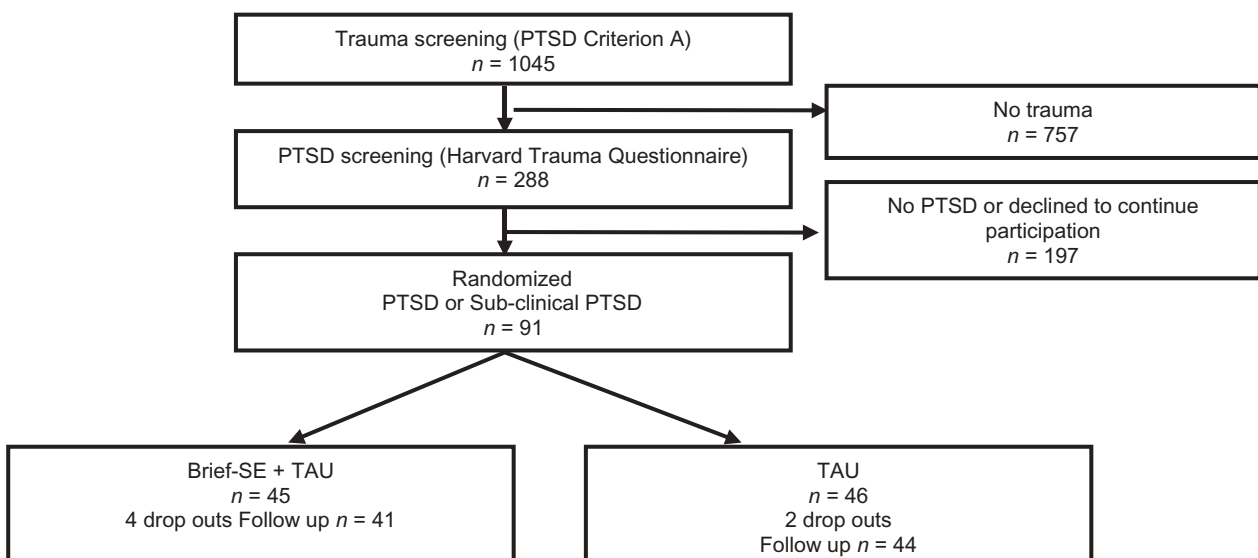 Trauma screening (PTSD Criterion A)
n = 1045
No trauma
n = 757
PTSD screening (Harvard Trauma Questionnaire)
n = 288
No PTSD or declined to continue
participation
n = 197
Randomized
PTSD or Sub-clinical PTSD
n = 91
Brief-SE + TAU
n = 45
4 drop outs Follow up n = 41
TAU
n = 46
2 drop outs
Follow up n = 44